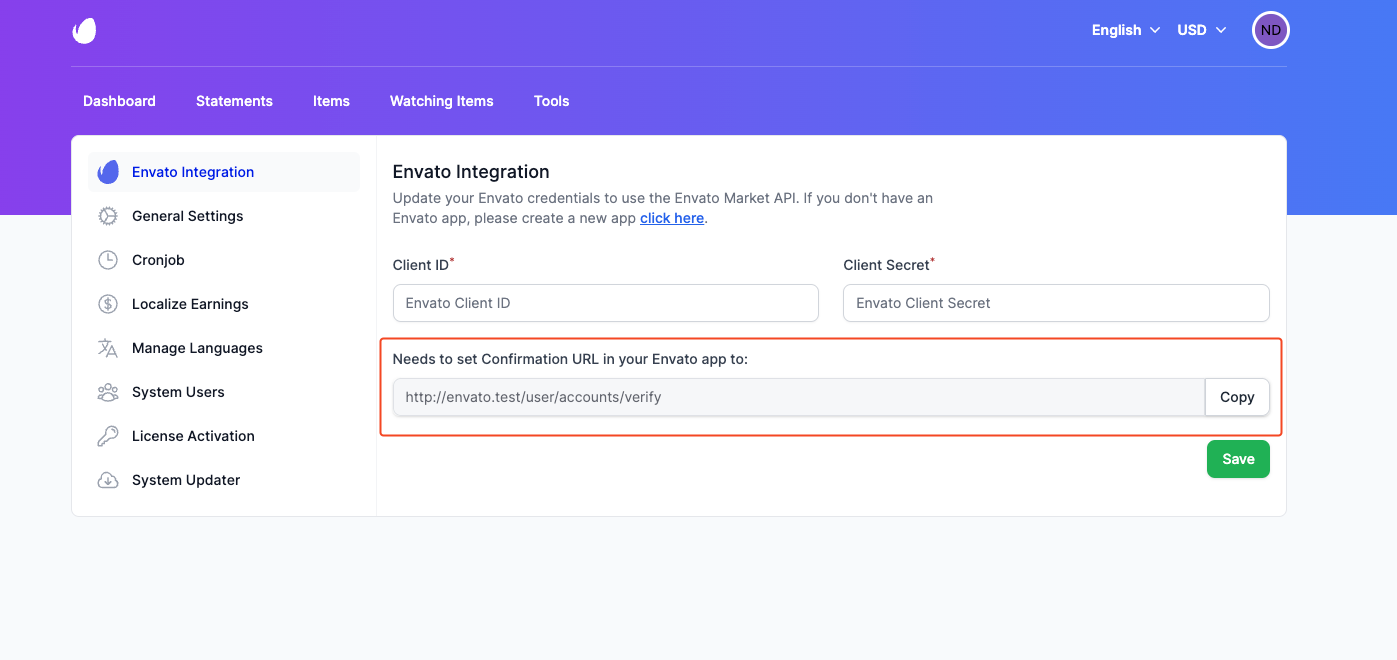 English
USD
ND
Dashboard
Statements
Items
Watching Items
Tools
Envato Integration
General Settings
Cronjob
Localize Earnings
Manage Languages
System Users
License Activation
System Updater
Envato Integration
Update your Envato credentials to use the Envato Market API. If you don't have an
Envato app, please create a new app click here.
Client ID*
Client Secret*
Envato Client ID
Envato Client Secret
Needs to set Confirmation URL in your Envato app to:
http://envato.test/user/accounts/verify
Copy
Save